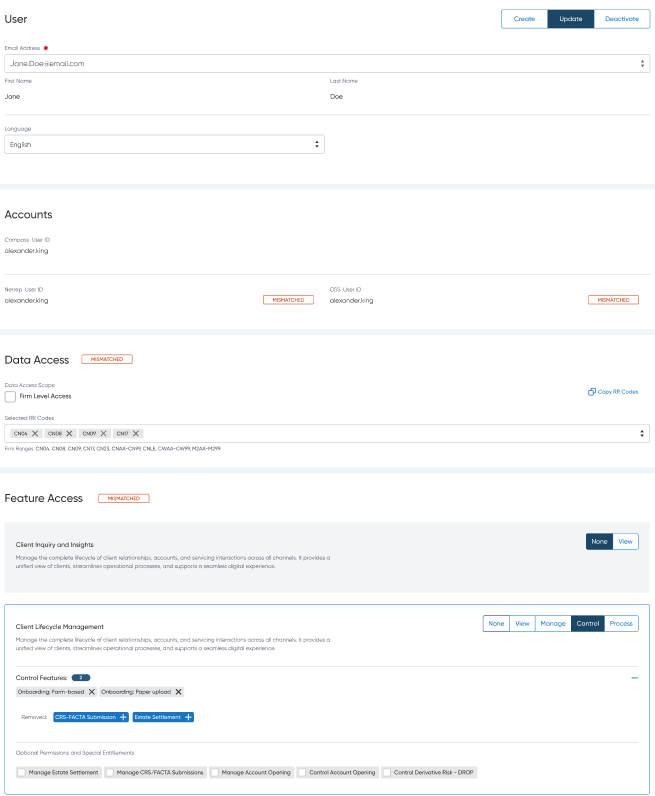 User
Create Update Deactivate
Email Address *
Jane.Doe@email.com
First Name Last Name
Jane Doe
Language
English
Accounts
Cmpass User ID
alexander.king
Netrep User ID OSS User ID
alexander.king MISMATCHED alexander.king MISMATCHED
Data Access MISMATCHED
Data Access Scope
Firm Level Access Copy RR Codes
Selected RR Codes
CN04 CN08 CN09 CN17
Firm Ranges: CN04, CN08, CN09, CN17, CN23, CNAA-CN99, CNLE, CWAA-CW99, M2AA-M299
Feature Access MISMATCHED
Client Inquiry and Insights None View
Manage the complete lifecycle of client relationships, accounts, and servicing interactions across all channels. It provides a
unified view of clients, streamlines operational processes, and supports a seamless digital experience.
Client Lifecycle Management None View Manage Control Process
Manage the complete lifecycle of client relationships, accounts, and servicing interactions across all channels. It provides a
unified view of clients, streamlines operational processes, and supports a seamless digital experience.
Control Features: 2
Onboarding: Form-based Onboarding: Paper upload
Removed: CRS-FACTA Submission Estate Settlement
Optional Permissions and Special Entitlements
Manage Estate Settlement Manage CRS/FACTA Submissions Manage Account Opening Control Account Opening Control Derivative Risk - DROP